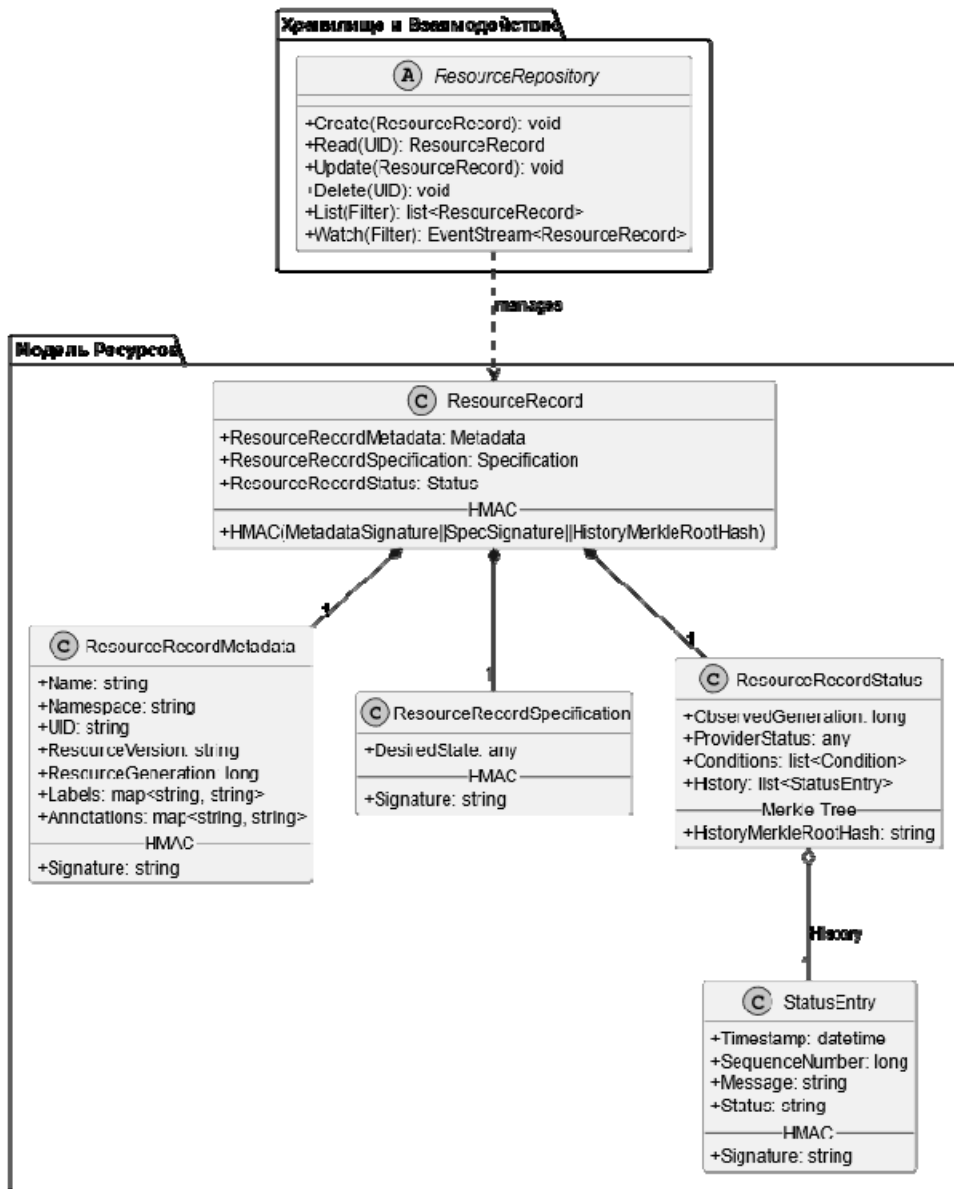 Хранилище и Взаимодействие
A ResourceRepository
+Create(ResourceRecord): void
+Read(UID): ResourceRecord
+Update(ResourceRecord): void
+Delete(UID): void
+List(Filter): list<ResourceRecord>
+Watch(Filter): EventStream<ResourceRecord>
manages
Модель Ресурсов
C ResourceRecord
+ResourceRecordMetadata: Metadata
+ResourceRecordSpecification: Specification
+ResourceRecordStatus: Status
HMAC
+HMAC(MetadataSignature||SpecSignature||HistoryMerkleRootHash)
1
1
1
C ResourceRecordMetadata
+Name: string
+Namespace: string
+UID: string
+ResourceVersion: string
+ResourceGeneration: long
+Labels: map<string, string>
+Annotations: map<string, string>
HMAC
+Signature: string
C ResourceRecordSpecification
+DesiredState: any
HMAC
+Signature: string
C ResourceRecordStatus
+ObservedGeneration: long
+ProviderStatus: any
+Conditions: list<Condition>
+History: list<StatusEntry>
Merkle Tree
+HistoryMerkleRootHash: string
History
C StatusEntry
+Timestamp: datetime
+SequenceNumber: long
+Message: string
+Status: string
HMAC
+Signature: string